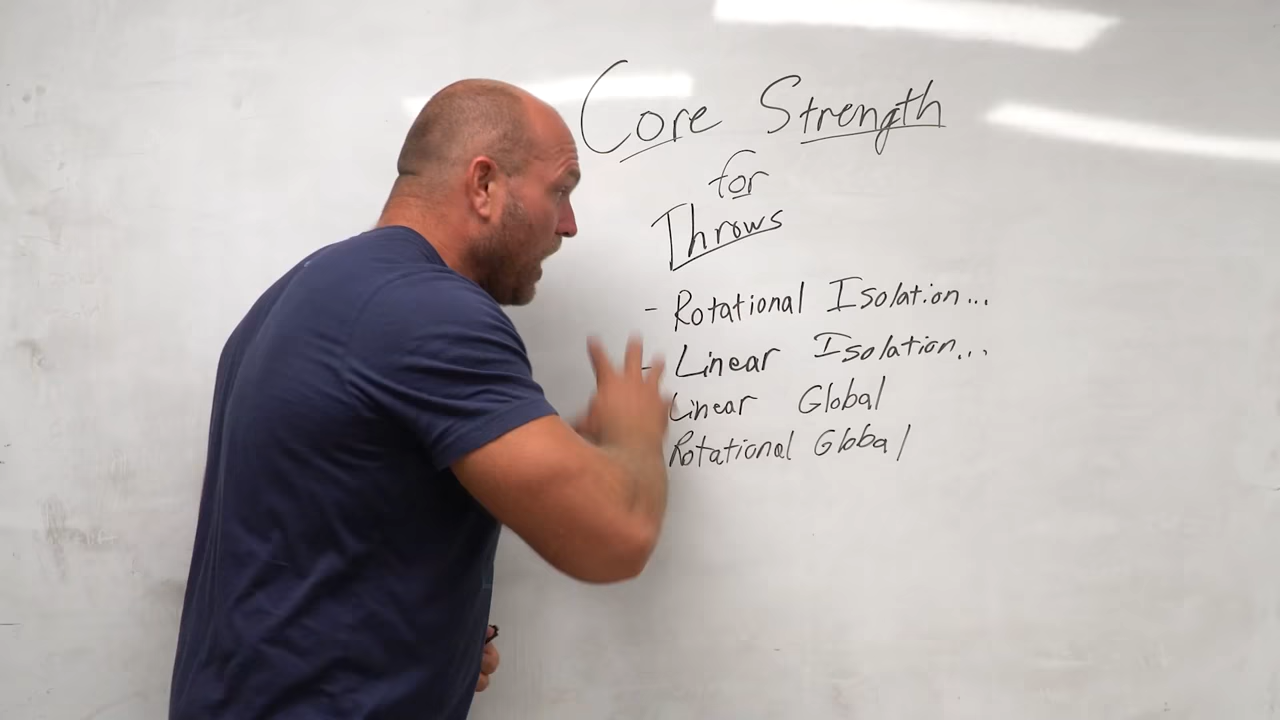 Core Strength
for
Throws
- Rotational Isolation...
- Linear Isolation...
Linear Global
Rotational Global